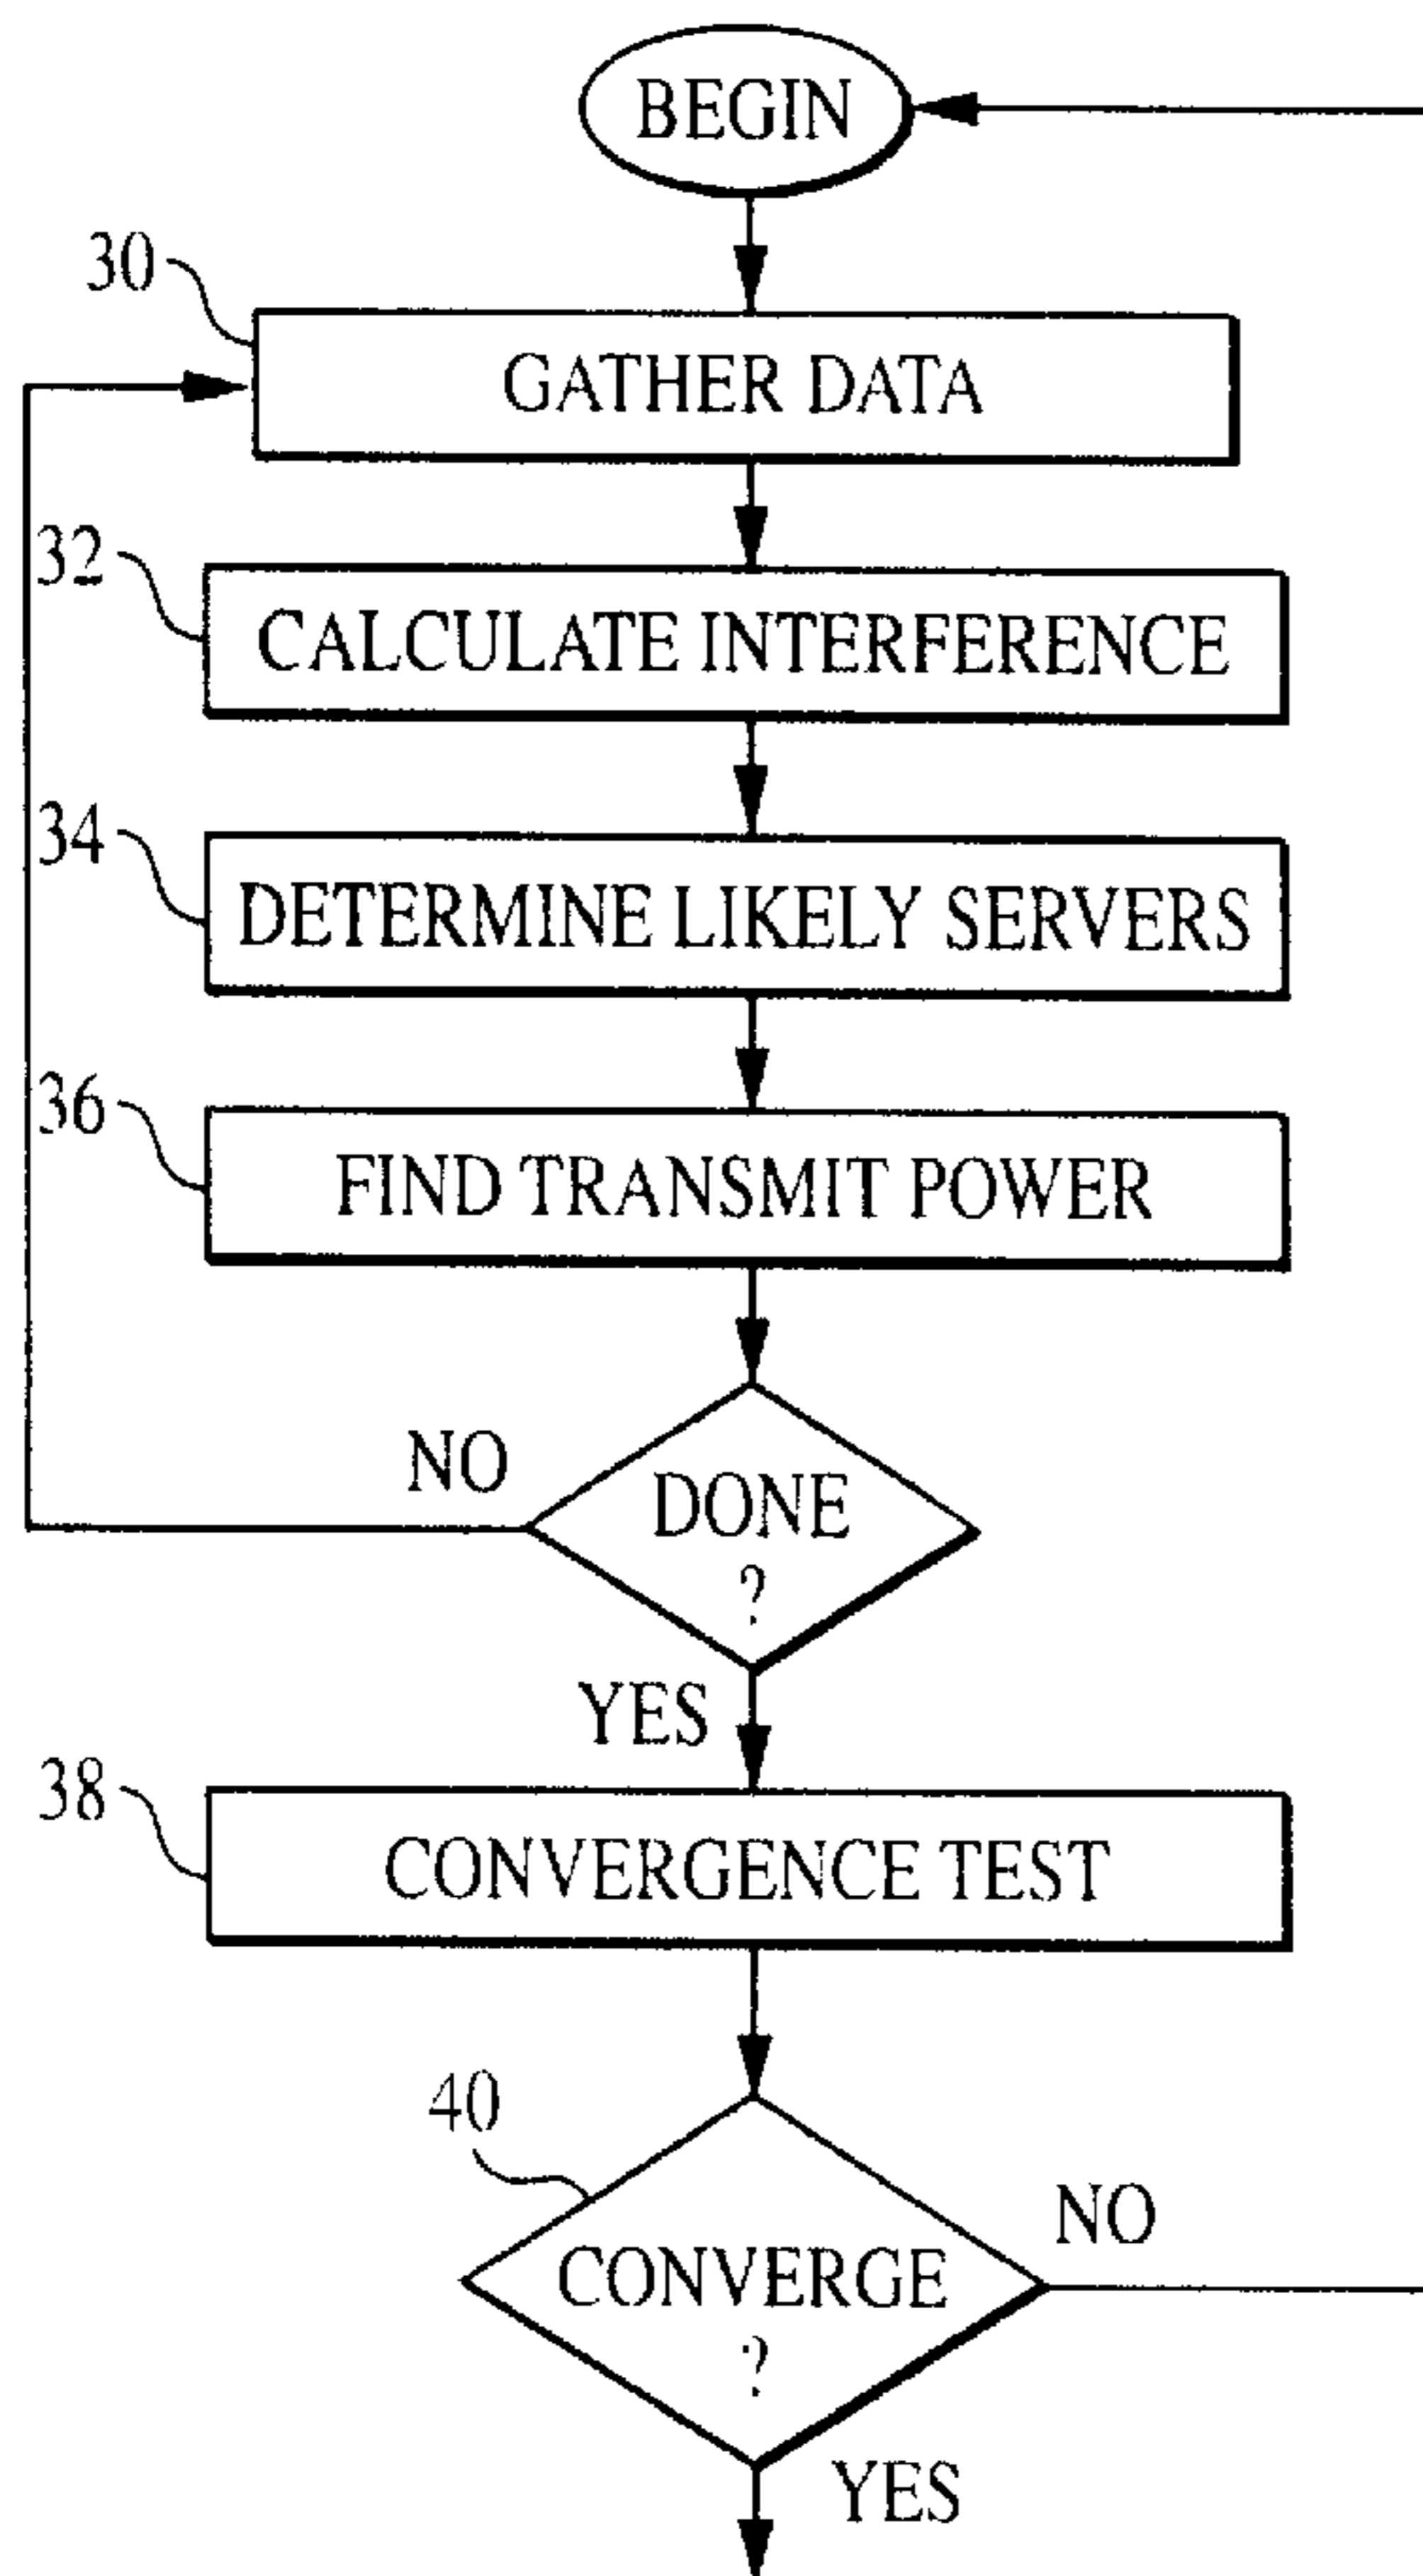 BEGIN
30
GATHER DATA
32
CALCULATE INTERFERENCE
34
DETERMINE LIKELY SERVERS
36
FIND TRANSMIT POWER
NO
DONE
?
YES
38
CONVERGENCE TEST
40
NO
CONVERGE
?
YES